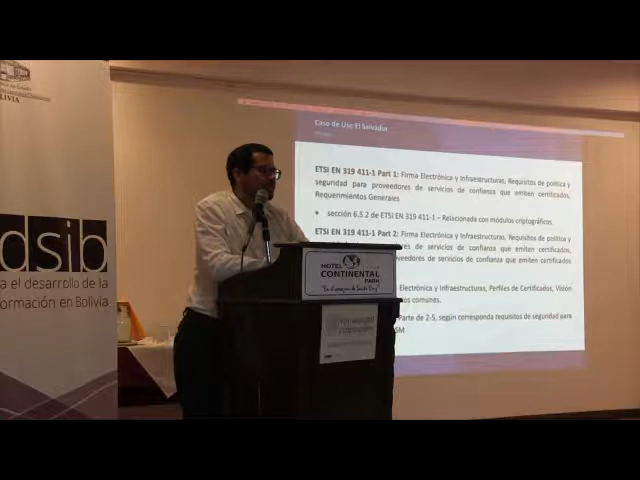 LIVIA
dsib
a el desarrollo de la
formación en Bolivia.
Caso de Uso El Salvador
ETSI EN 319 411-1 Part 1: Firma Electrónica y Infraestructuras, Requisitos de política y
seguridad para proveedores de servicios de confianza que emiten certificados,
Requerimientos Generales
• sección 6.5.2 de ETSI EN 319 411-1 – Relacionada con módulos criptográficos.
ETSI EN 319 411-1 Part 2: Firma Electrónica y Infraestructuras, Requisitos de política y
res de servicios de confianza que emiten certificados,
veedores de servicios de confianza que emiten certificados
Electrónica y Infraestructuras, Perfiles de Certificados, Visión
os comunes.
Parte de 2-5, según corresponda requisitos de seguridad para
SM
HOTEL
CONTINENTAL
PARK